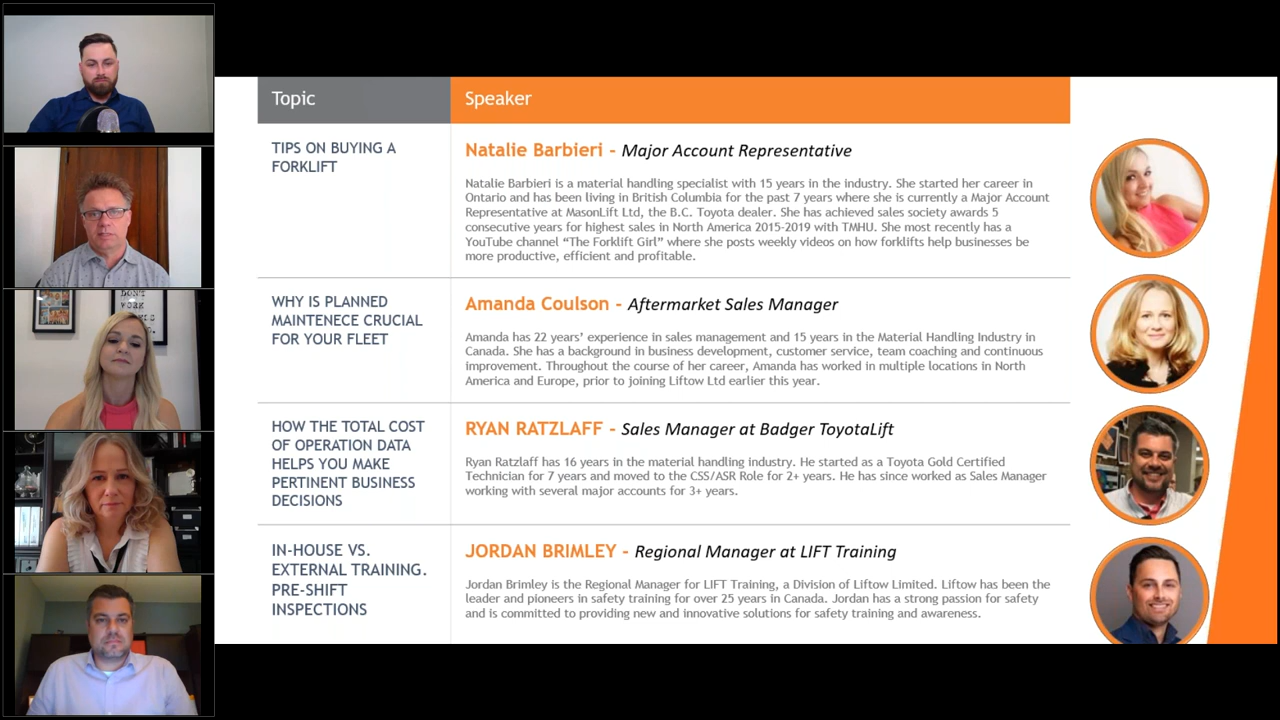 Topic
Speaker
TIPS ON BUYING A
FORKLIFT
Natalie Barbieri - Major Account Representative
Natalie Barbieri is a material handling specialist with 15 years in the industry. She started her career in
Ontario and has been living in British Columbia for the past 7 years where she is currently a Major Account
Representative at MasonLift Ltd, the B.C. Toyota dealer. She has achieved sales society awards 5
consecutive years for highest sales in North America 2015-2019 with TMHU. She most recently has a
YouTube channel “The Forklift Girl” where she posts weekly videos on how forklifts help businesses be
more productive, efficient and profitable.
WHY IS PLANNED
MAINTENECE CRUCIAL
FOR YOUR FLEET
Amanda Coulson - Aftermarket Sales Manager
Amanda has 22 years’ experience in sales management and 15 years in the Material Handling Industry in
Canada. She has a background in business development, customer service, team coaching and continuous
improvement. Throughout the course of her career, Amanda has worked in multiple locations in North
America and Europe, prior to joining Liftow Ltd earlier this year.
HOW THE TOTAL COST
OF OPERATION DATA
HELPS YOU MAKE
PERTINENT BUSINESS
DECISIONS
RYAN RATZLAFF - Sales Manager at Badger ToyotaLift
Ryan Ratzlaff has 16 years in the material handling industry. He started as a Toyota Gold Certified
Technician for 7 years and moved to the CSS/ASR Role for 2+ years. He has since worked as Sales Manager
working with several major accounts for 3+ years.
IN-HOUSE VS.
EXTERNAL TRAINING.
PRE-SHIFT
INSPECTIONS
JORDAN BRIMLEY - Regional Manager at LIFT Training
Jordan Brimley is the Regional Manager for LIFT Training, a Division of Liftow Limited. Liftow has been the
leader and pioneers in safety training for over 25 years in Canada. Jordan has a strong passion for safety
and is committed to providing new and innovative solutions for safety training and awareness.
DON'T
WORK